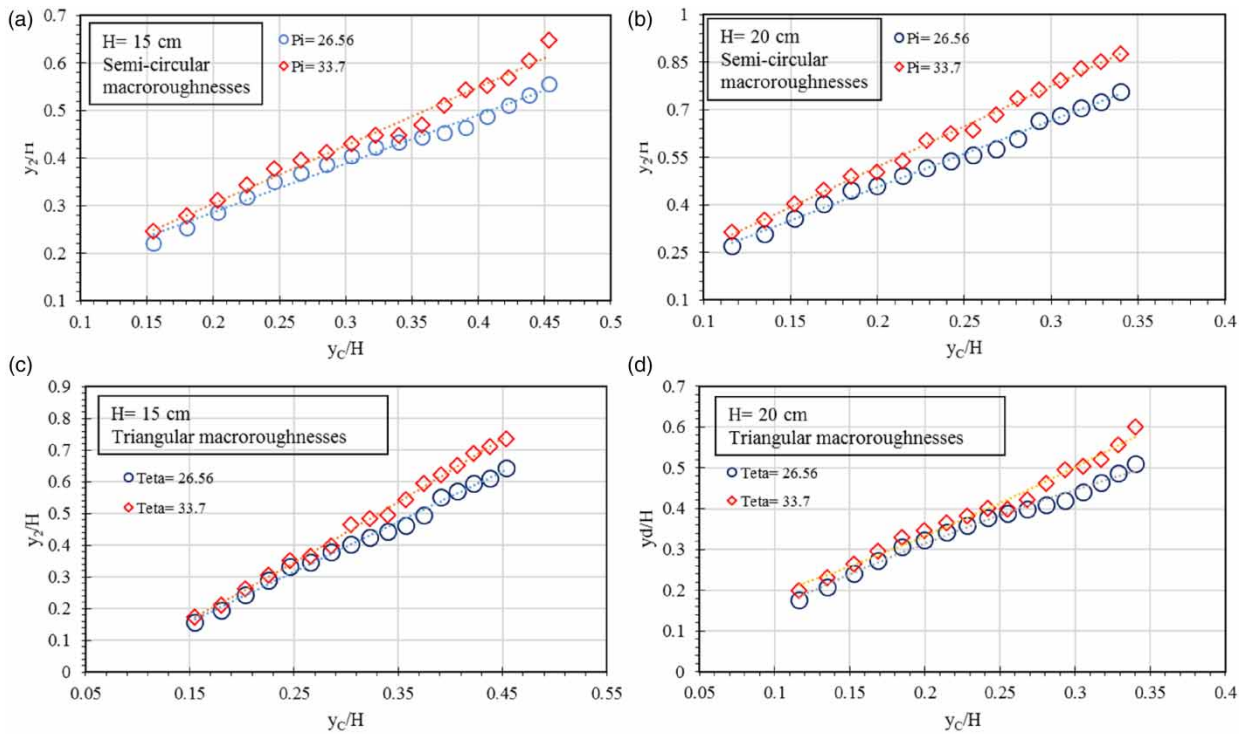 (a)
H= 15 cm
Semi-circular
macroroughnesses
Pi= 26.56
Pi= 33.7
0.7
0.6
0.5
0.4
0.3
0.2
0.1
0.1 0.15 0.2 0.25 0.3 0.35 0.4 0.45 0.5
yC/H
(b)
H= 20 cm
Semi-circular
macroroughnesses
Pi= 26.56
Pi= 33.7
1
0.85
0.7
0.55
0.4
0.25
0.1
0.1 0.15 0.2 0.25 0.3 0.35 0.4
yC/H
(c)
H= 15 cm
Triangular macroroughnesses
Teta= 26.56
Teta= 33.7
y2/H
0.9
0.8
0.7
0.6
0.5
0.4
0.3
0.2
0.1
0
0.05 0.15 0.25 0.35 0.45 0.55
yC/H
(d)
H= 20 cm
Triangular macroroughnesses
Teta= 26.56
Teta= 33.7
yd/H
0.7
0.6
0.5
0.4
0.3
0.2
0.1
0
0.05 0.1 0.15 0.2 0.25 0.3 0.35 0.4
yC/H